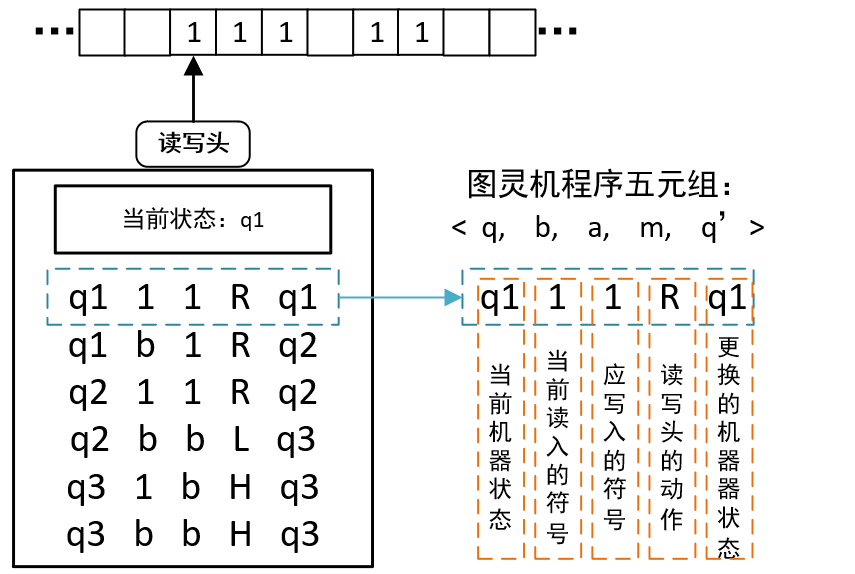 … 1 1 1 1 1 …
读写头
当前状态：q1
q1 1 1 R q1
q1 b 1 R q2
q2 1 1 R q2
q2 b b L q3
q3 1 b H q3
q3 b b H q3
图灵机程序五元组：
< q, b, a, m, q’ >
q1 1 1 R q1
当前机器状态
当前读入的符号
应写入的符号
读写头的动作
更换的机器器状态